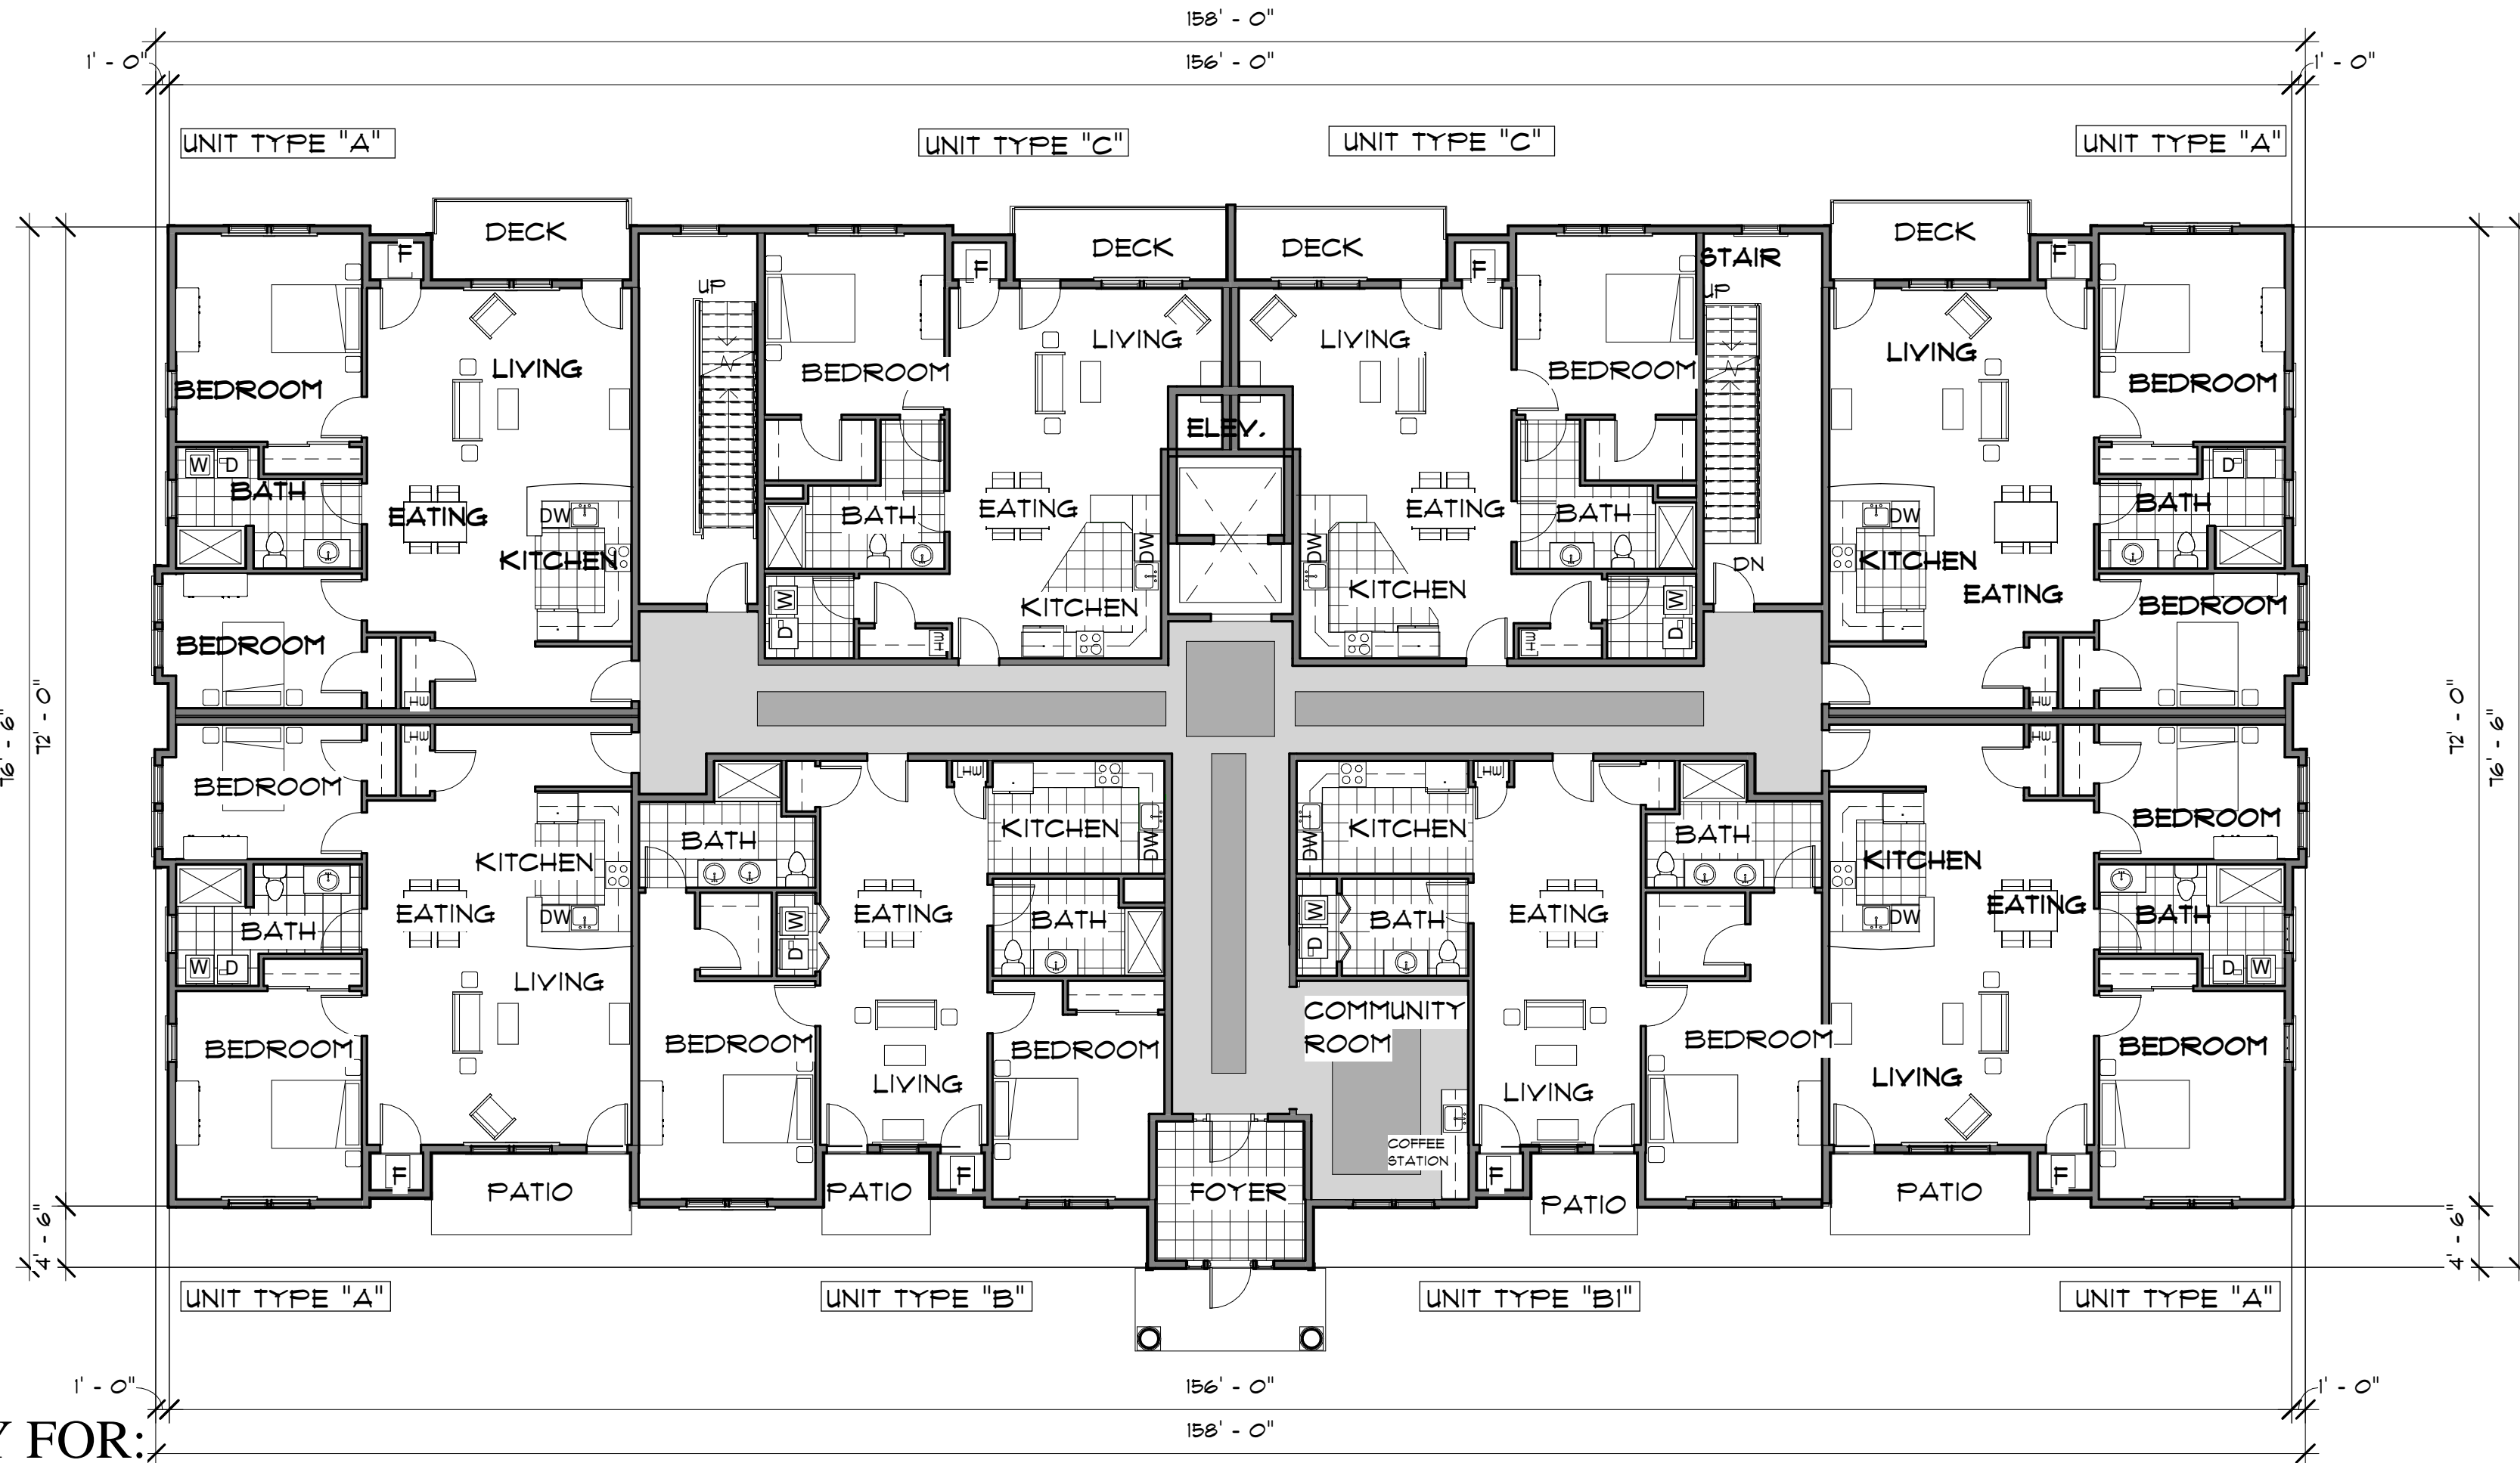 158' - 0"
1' - 0"
156' - 0"
1' - 0"
UNIT TYPE "A"
UNIT TYPE "C"
UNIT TYPE "C"
UNIT TYPE "A"
DECK
DECK
DECK
DECK
F
F
F
F
STAIR
UP
UP
LIVING
LIVING
LIVING
LIVING
BEDROOM
BEDROOM
BEDROOM
BEDROOM
ELEV.
W
D
D
BATH
BATH
BATH
BATH
EATING
EATING
EATING
DW
DW
DW
DW
KITCHEN
KITCHEN
KITCHEN
KITCHEN
DN
EATING
W
D
W
D
BEDROOM
BEDROOM
HW
HW
HW
HW
76' - 6"
72' - 0"
72' - 0"
76' - 6"
HW
HW
HW
HW
BEDROOM
BEDROOM
KITCHEN
KITCHEN
KITCHEN
KITCHEN
BATH
BATH
DW
DW
EATING
EATING
EATING
EATING
DW
DW
W
D
W
D
BATH
BATH
BATH
BATH
W
D
D
W
LIVING
COMMUNITY
ROOM
BEDROOM
BEDROOM
BEDROOM
BEDROOM
BEDROOM
LIVING
LIVING
LIVING
COFFEE
STATION
F
F
F
F
PATIO
PATIO
FOYER
PATIO
PATIO
4' - 6"
4' - 6"
UNIT TYPE "A"
UNIT TYPE "B"
UNIT TYPE "B1"
UNIT TYPE "A"
1' - 0"
156' - 0"
1' - 0"
158' - 0"
Y FOR: